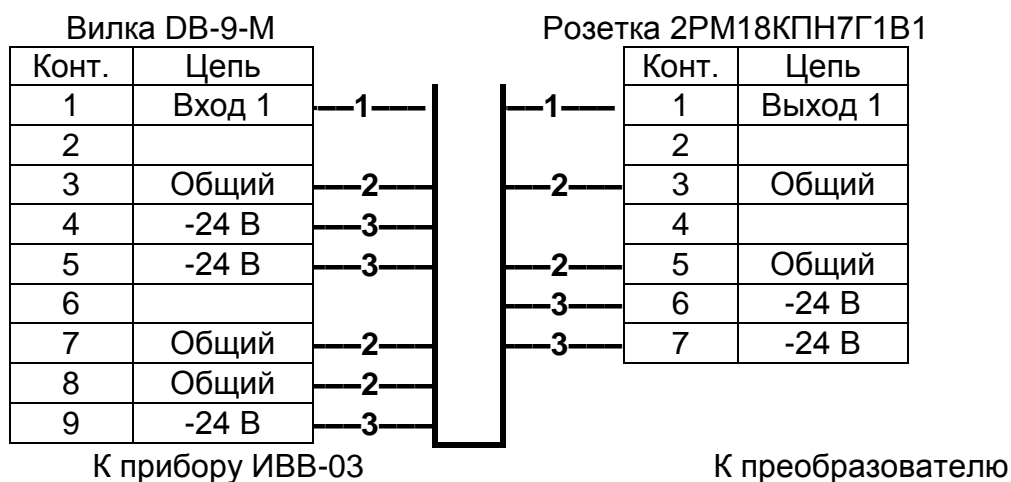 Вилка DB-9-М Розетка 2РМ18КПН7Г1В1
Конт. Цепь Конт. Цепь
1 Вход 1 1 1 1 Выход 1
2 2
3 Общий 2 2 3 Общий
4 -24 В 3 4
5 -24 В 3 2 5 Общий
6 3 6 -24 В
7 Общий 2 3 7 -24 В
8 Общий 2
9 -24 В 3
К прибору ИВВ-03 К преобразователю